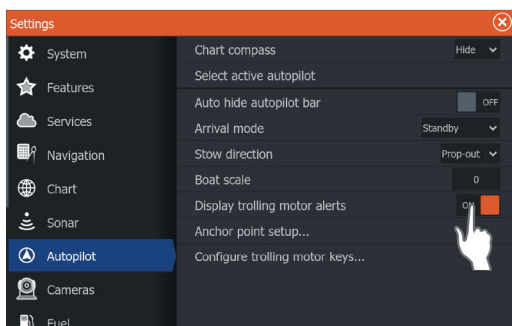 Settings
System
Features
Services
Navigation
Chart
Sonar
Autopilot
Cameras
Fuel
Chart compass Hide
Select active autopilot
Auto hide autopilot bar OFF
Arrival mode Standby
Stow direction Prop-out
Boat scale 0
Display trolling motor alerts ON
Anchor point setup...
Configure trolling motor keys...